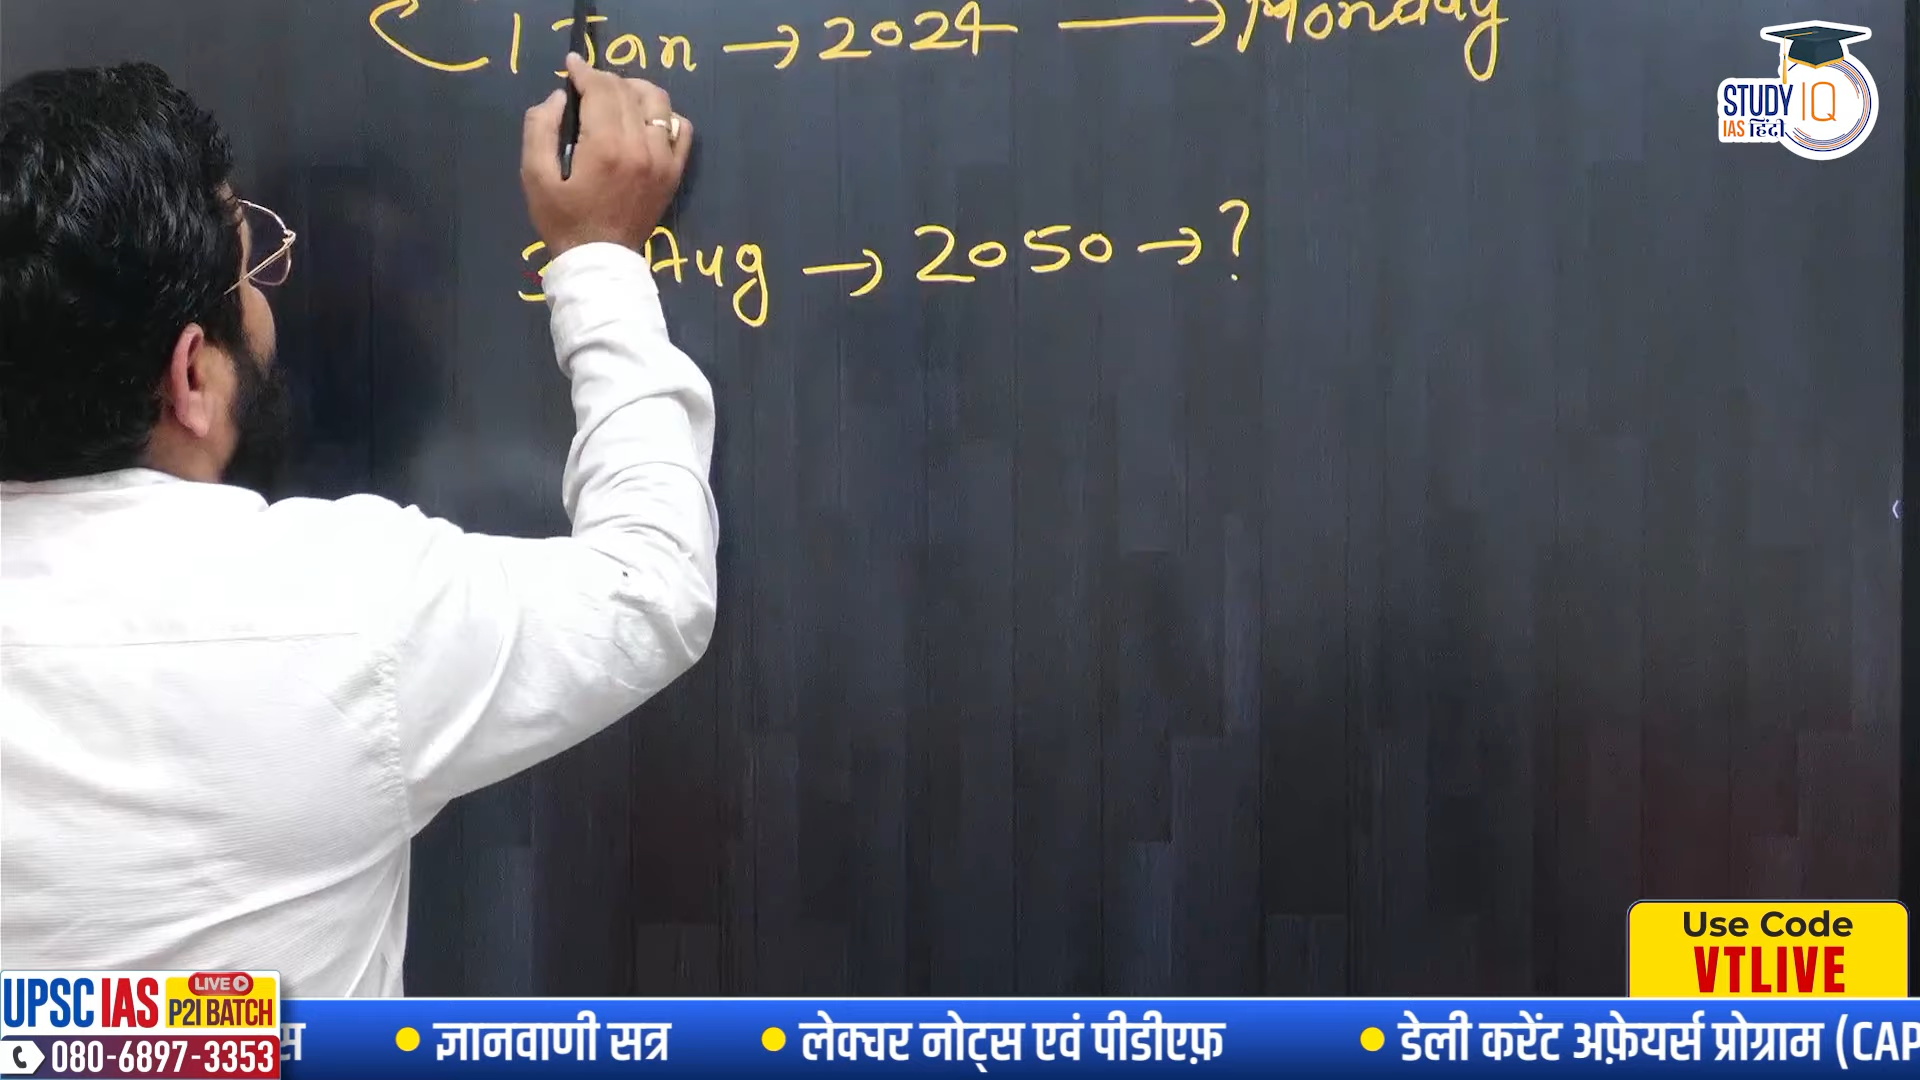 1 Jan → 2024 → Monday
STUDY IQ
IAS हिंदी
3 Aug → 2050 → ?
Use Code
VTLIVE
UPSC IAS LIVE P2I BATCH
080-6897-3353
स • ज्ञानवाणी सत्र • लेक्चर नोट्स एवं पीडीएफ़ • डेली करेंट अफ़ेयर्स प्रोग्राम (CAP